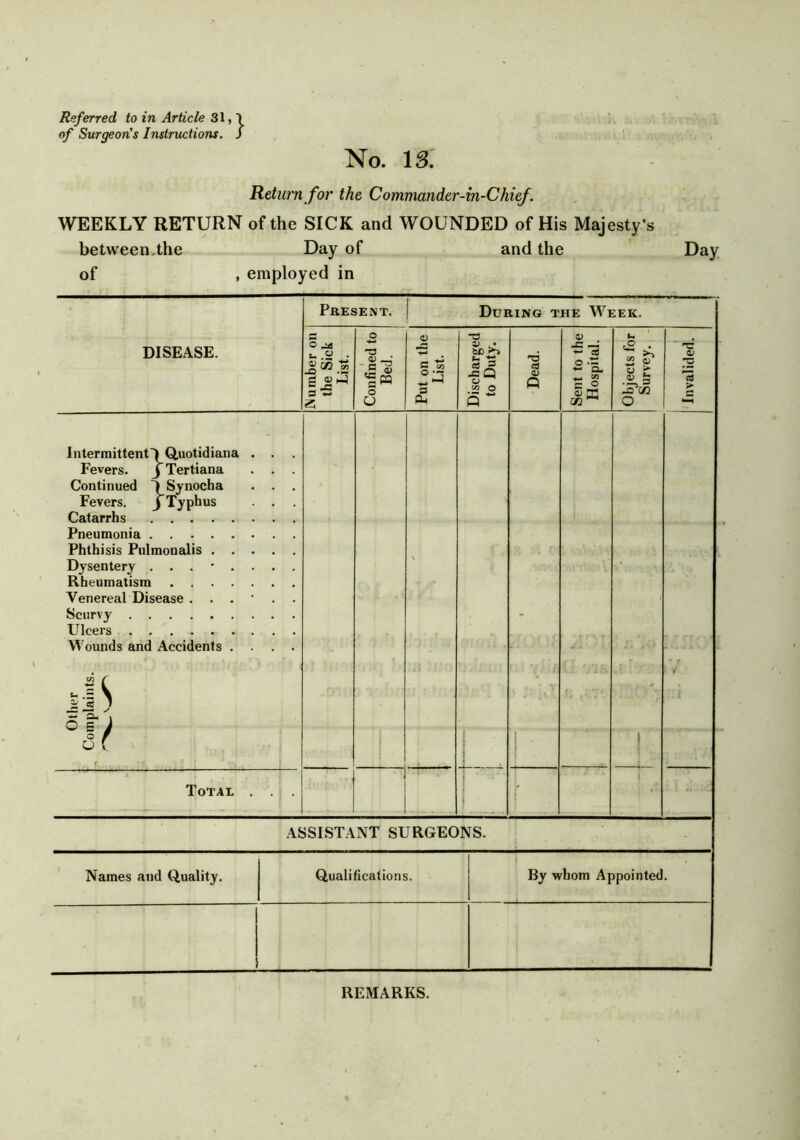 Referred to in Article 31, }
of Surgeon's Instructions. }
No. 13.
Return for the Commander-in-Chief.
WEEKLY RETURN of the SICK and WOUNDED of His Majesty's
between the Day of and the Day
of , employed in
DISEASE.
PRESENT.
DURING THE WEEK.
Number on the Sick List.
Confined to Bed.
Put on the List.
Discharged to Duty.
Dead.
Sent to the Hospital.
Objects for Survey.
Invalided.
Intermittent } Quotidiana . . .
Fevers. } Tertiana . . .
Continued } Synocha . . .
Fevers. } Typhus . . .
Catarrhs . . . . . . . .
Pneumonia . . . . . . . .
Phthisis Pulmonalis . . . . .
Dysentery . . . . . . . .
Rheumatism . . . . . . .
Venereal Disease . . . . . .
Scurvy . . . . . . . . .
Ulcers . . . . . . . . .
Wounds and Accidents . . . .
Other Complaints. {
TOTAL . . .
ASSISTANT SURGEONS.
Names and Quality.
Qualifications.
By whom Appointed.
REMARKS.